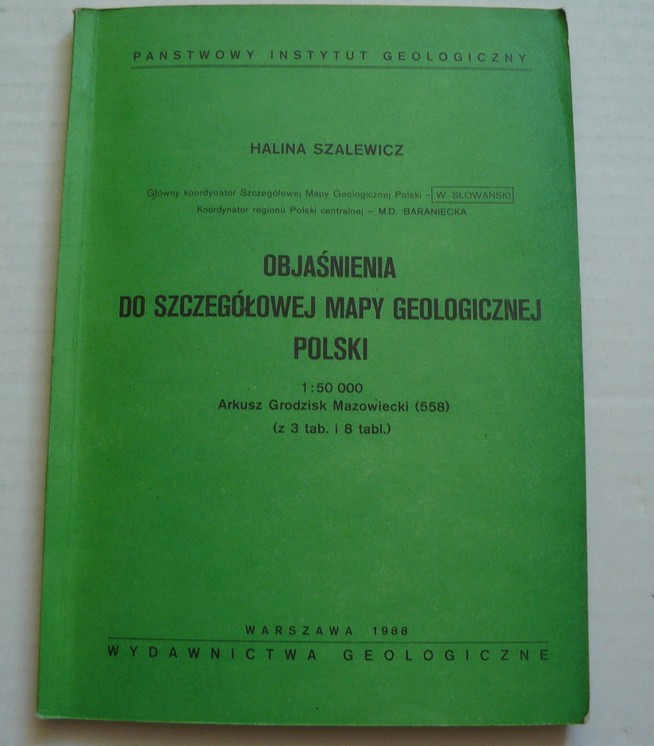 PAŃSTWOWY INSTYTUT GEOLOGICZNY
HALINA SZALEWICZ
Główny koordynator Szczegółowej Mapy Geologicznej Polski – W. SŁOWAŃSKI
Koordynator regionu Polski centralnej – M.D. BARANIECKA
OBJAŚNIENIA
DO SZCZEGÓŁOWEJ MAPY GEOLOGICZNEJ
POLSKI
1:50 000
Arkusz Grodzisk Mazowiecki (558)
(z 3 tab. i 8 tabl.)
WARSZAWA 1988
WYDAWNICTWA GEOLOGICZNE